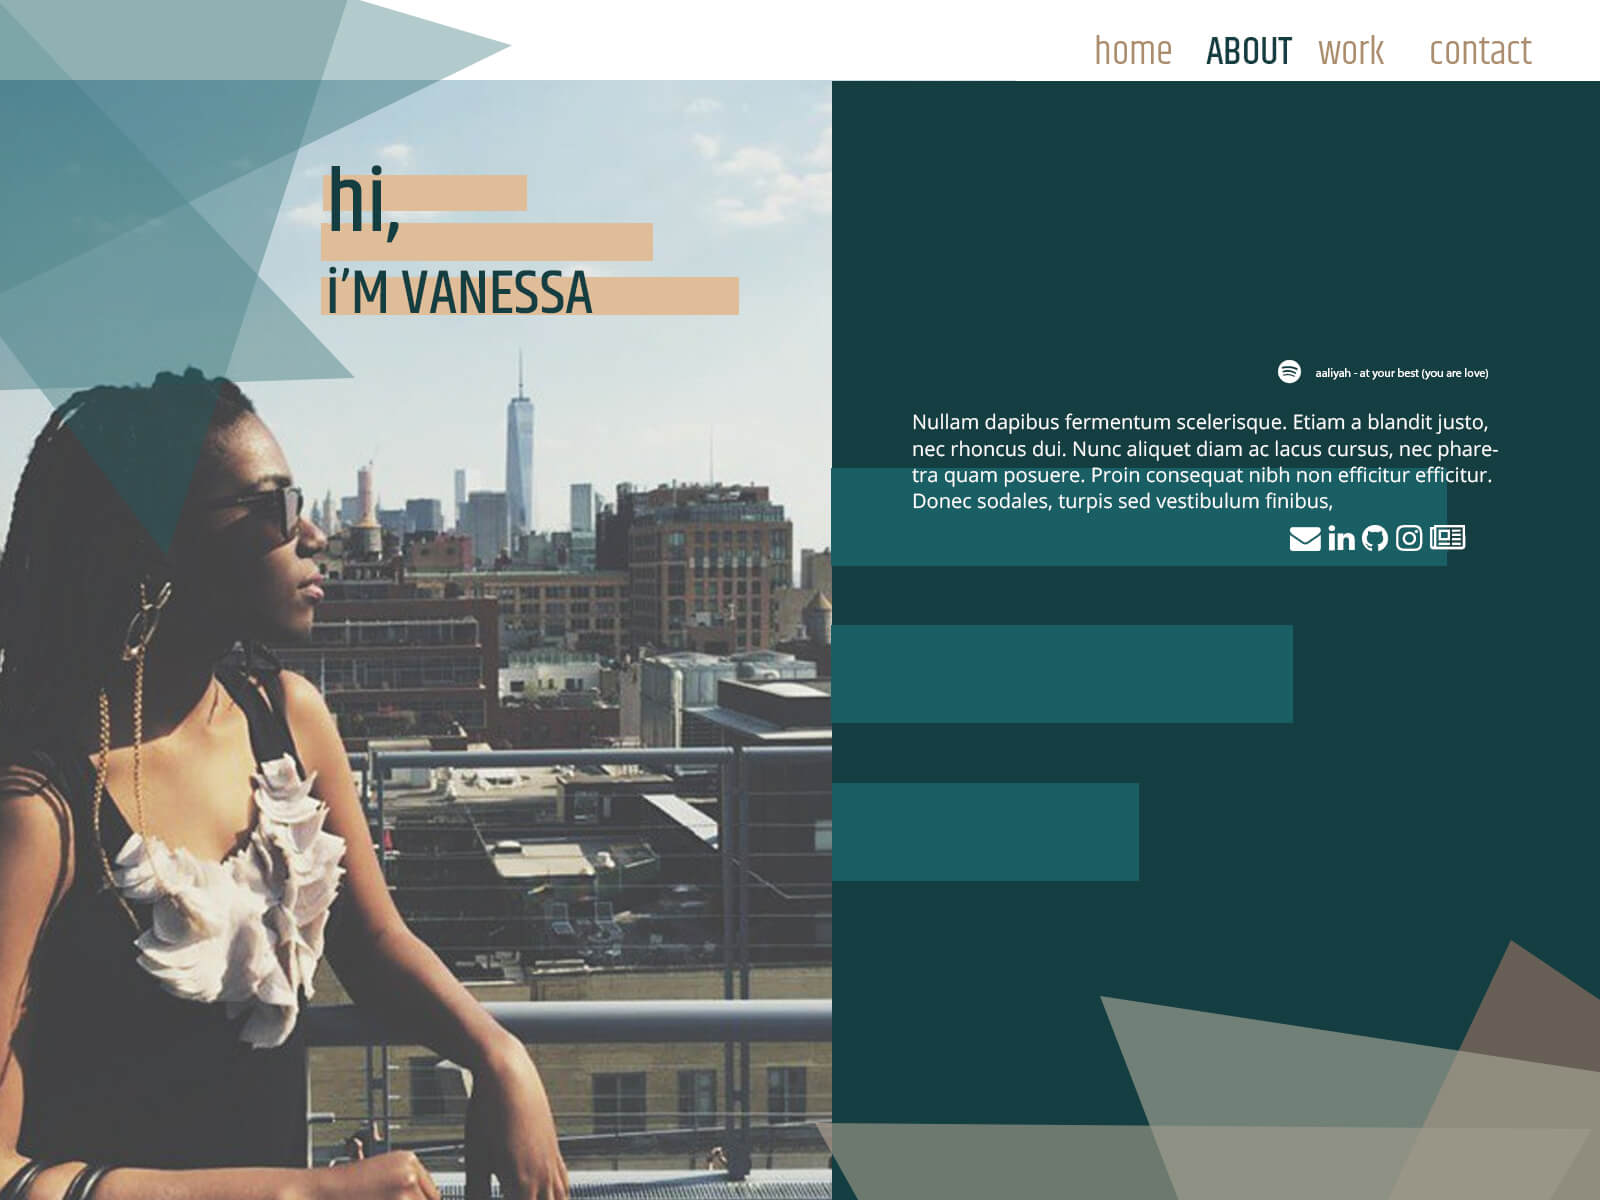 home ABOUT work contact
hi,
i'M VANESSA
aaliyah - at your best (you are love)
Nullam dapibus fermentum scelerisque. Etiam a blandit justo,
nec rhoncus dui. Nunc aliquet diam ac lacus cursus, nec phare-
tra quam posuere. Proin consequat nibh non efficitur efficitur.
Donec sodales, turpis sed vestibulum finibus,